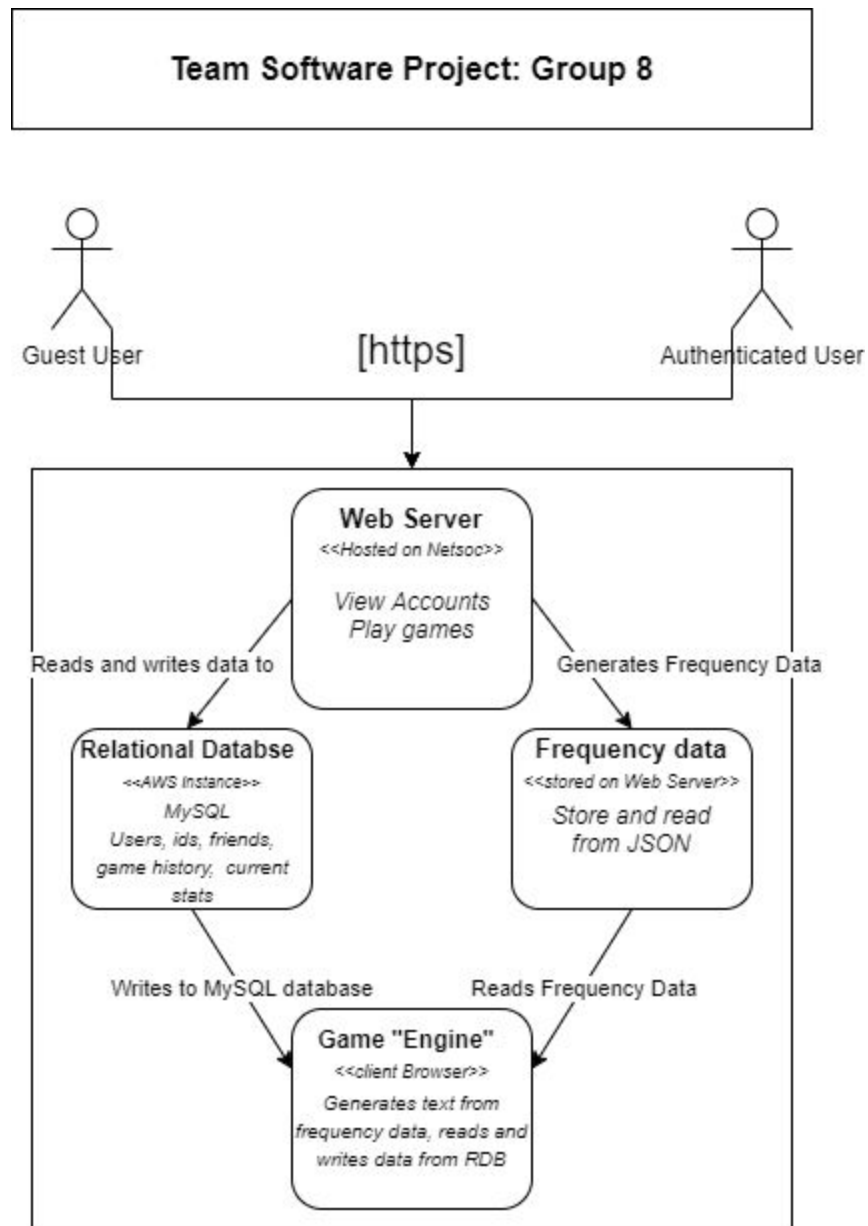 Team Software Project: Group 8
Guest User
[https]
Authenticated User
Web Server
<<Hosted on Netsoc>>
View Accounts
Play games
Reads and writes data to
Generates Frequency Data
Relational Databse
<<AWS Instance>>
MySQL
Users, ids, friends,
game history, current
stats
Frequency data
<<stored on Web Server>>
Store and read
from JSON
Writes to MySQL database
Reads Frequency Data
Game "Engine"
<<client Browser>>
Generates text from
frequency data, reads and
writes data from RDB